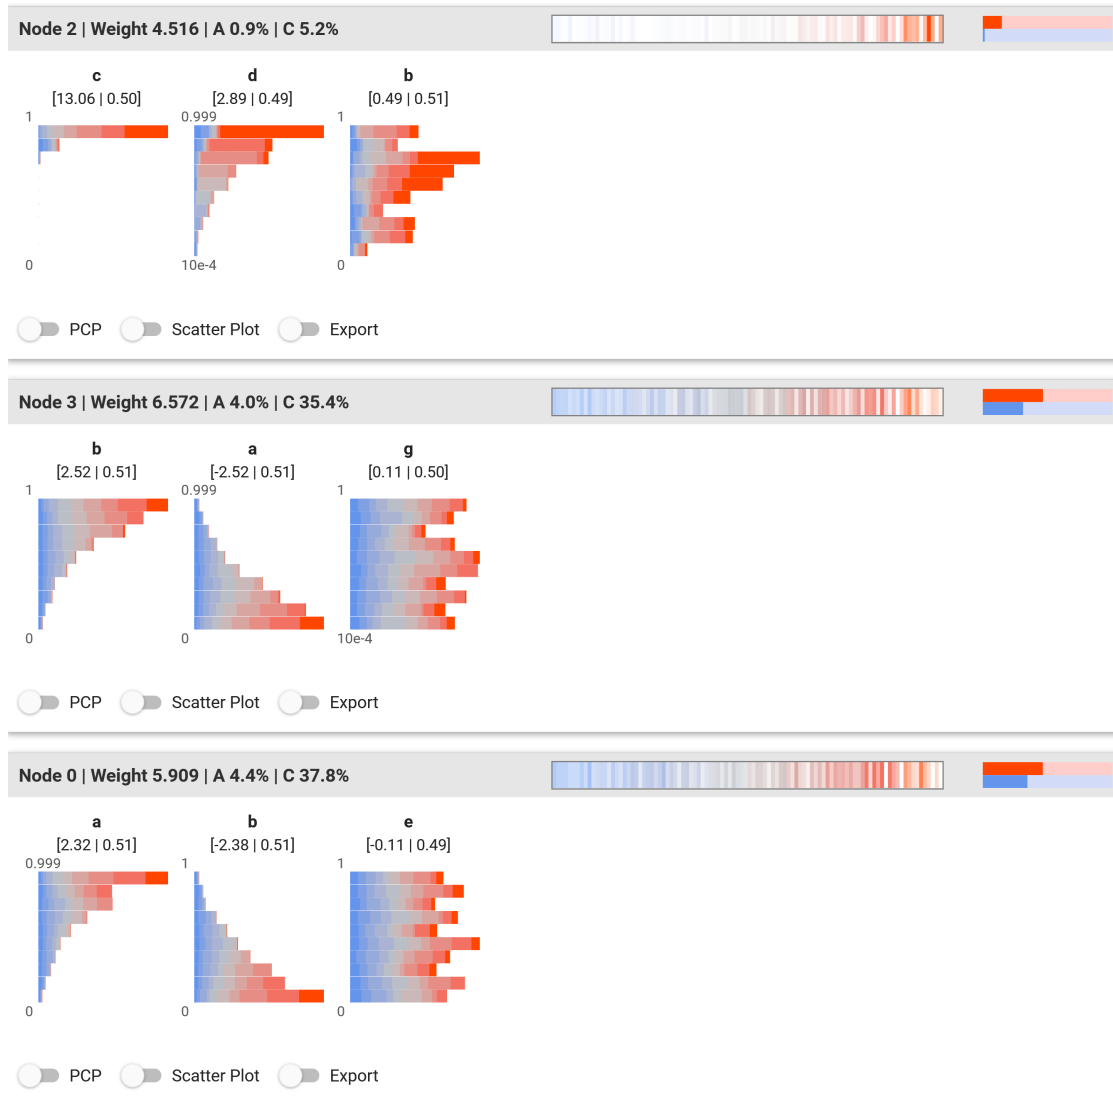 Node 2 | Weight 4.516 | A 0.9% | C 5.2%
c d b
[13.06 | 0.50] [2.89 | 0.49] [0.49 | 0.51]
1 0.999 1
0 10e-4 0
PCP Scatter Plot Export
Node 3 | Weight 6.572 | A 4.0% | C 35.4%
b a g
[2.52 | 0.51] [-2.52 | 0.51] [0.11 | 0.50]
1 0.999 1
0 0 10e-4
PCP Scatter Plot Export
Node 0 | Weight 5.909 | A 4.4% | C 37.8%
a b e
[2.32 | 0.51] [-2.38 | 0.51] [-0.11 | 0.49]
0.999 1 1
0 0 0
PCP Scatter Plot Export